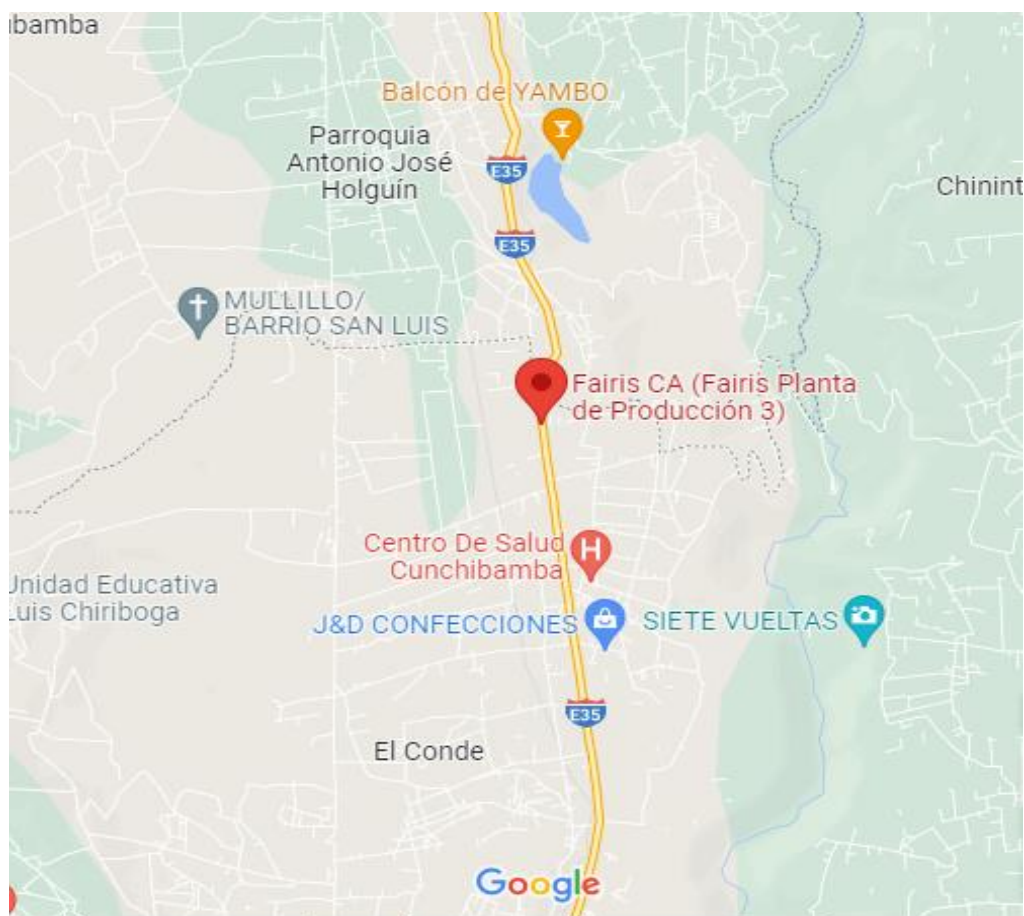 ibamba
Balcón de YAMBO
Parroquia
Antonio José
Holguín
E35
Chinint
E35
MULLILLO/
BARRIO SAN LUIS
Fairis CA (Fairis Planta
de Producción 3)
Centro De Salud
Cunchibamba
H
Unidad Educativa
Luis Chiriboga
J&D CONFECCIONES
SIETE VUELTAS
E35
El Conde
Google